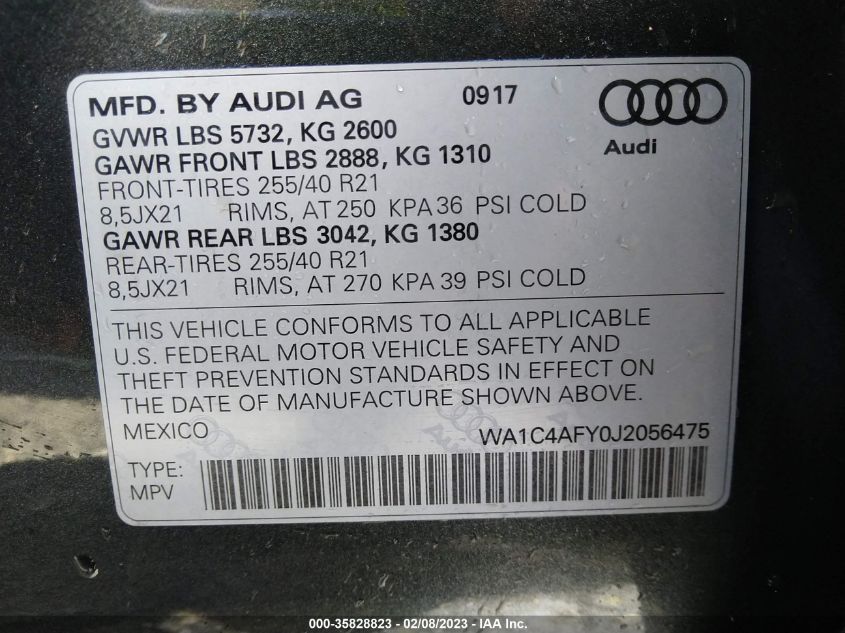 MFD. BY AUDI AG 0917
GVWR LBS 5732, KG 2600
GAWR FRONT LBS 2888, KG 1310
Audi
FRONT-TIRES 255/40 R21
8,5JX21 RIMS, AT 250 KPA 36 PSI COLD
GAWR REAR LBS 3042, KG 1380
REAR-TIRES 255/40 R21
8,5JX21 RIMS, AT 270 KPA 39 PSI COLD
THIS VEHICLE CONFORMS TO ALL APPLICABLE
U.S. FEDERAL MOTOR VEHICLE SAFETY AND
THEFT PREVENTION STANDARDS IN EFFECT ON
THE DATE OF MANUFACTURE SHOWN ABOVE.
MEXICO WA1C4AFY0J2056475
TYPE:
MPV
000-35828823 - 02/08/2023 - IAA Inc.